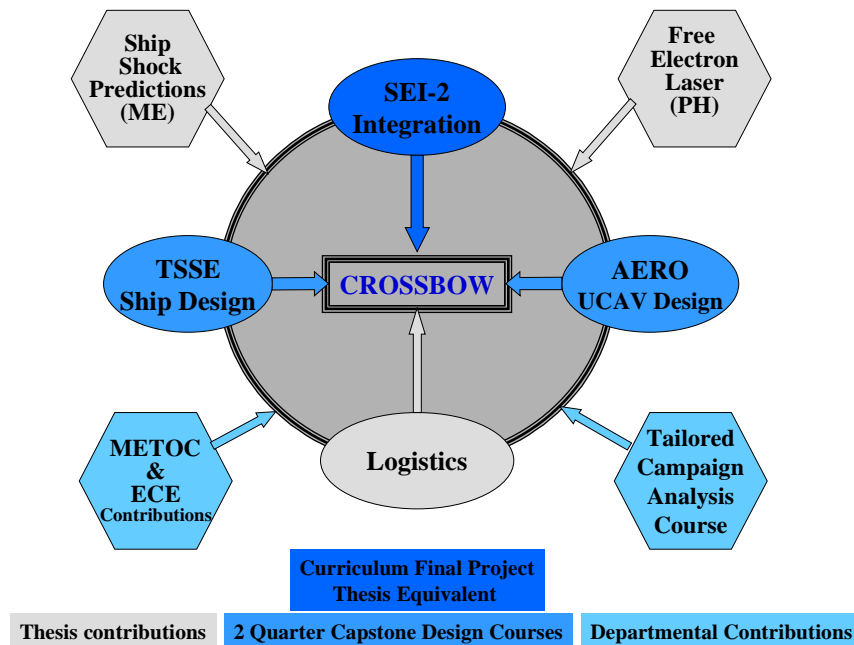 Ship
Shock
Predictions
(ME)
Free
Electron
Laser
(PH)
SEI-2
Integration
TSSE
Ship Design
CROSSBOW
AERO
UCAV Design
METOC
&
ECE
Contributions
Logistics
Tailored
Campaign
Analysis
Course
Curriculum Final Project
Thesis Equivalent
Thesis contributions
2 Quarter Capstone Design Courses
Departmental Contributions